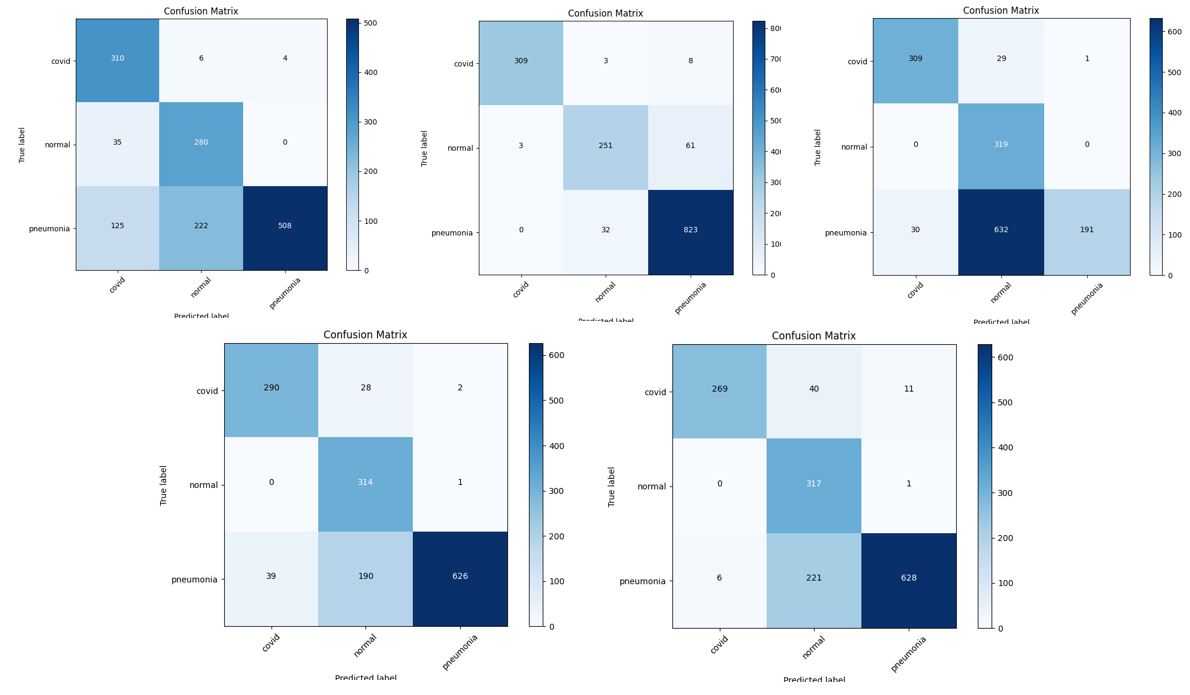 Confusion Matrix
covid 310 6 4
normal 35 280 0
pneumonia 125 222 508
True label
covid normal pneumonia
Predicted label
500
400
300
200
100
0
Confusion Matrix
covid 309 3 8
normal 3 251 61
pneumonia 0 32 823
True label
covid normal pneumonia
Predicted label
0
Confusion Matrix
covid 309 29 1
normal 0 319 0
pneumonia 30 632 191
True label
covid normal pneumonia
Predicted label
600
500
400
300
200
100
0
Confusion Matrix
covid 290 28 2
normal 0 314 1
pneumonia 39 190 626
True label
covid normal pneumonia
Predicted label
600
500
400
300
200
100
0
Confusion Matrix
covid 269 40 11
normal 0 317 1
pneumonia 6 221 628
True label
covid normal pneumonia
Predicted label
600
500
400
300
200
100
0